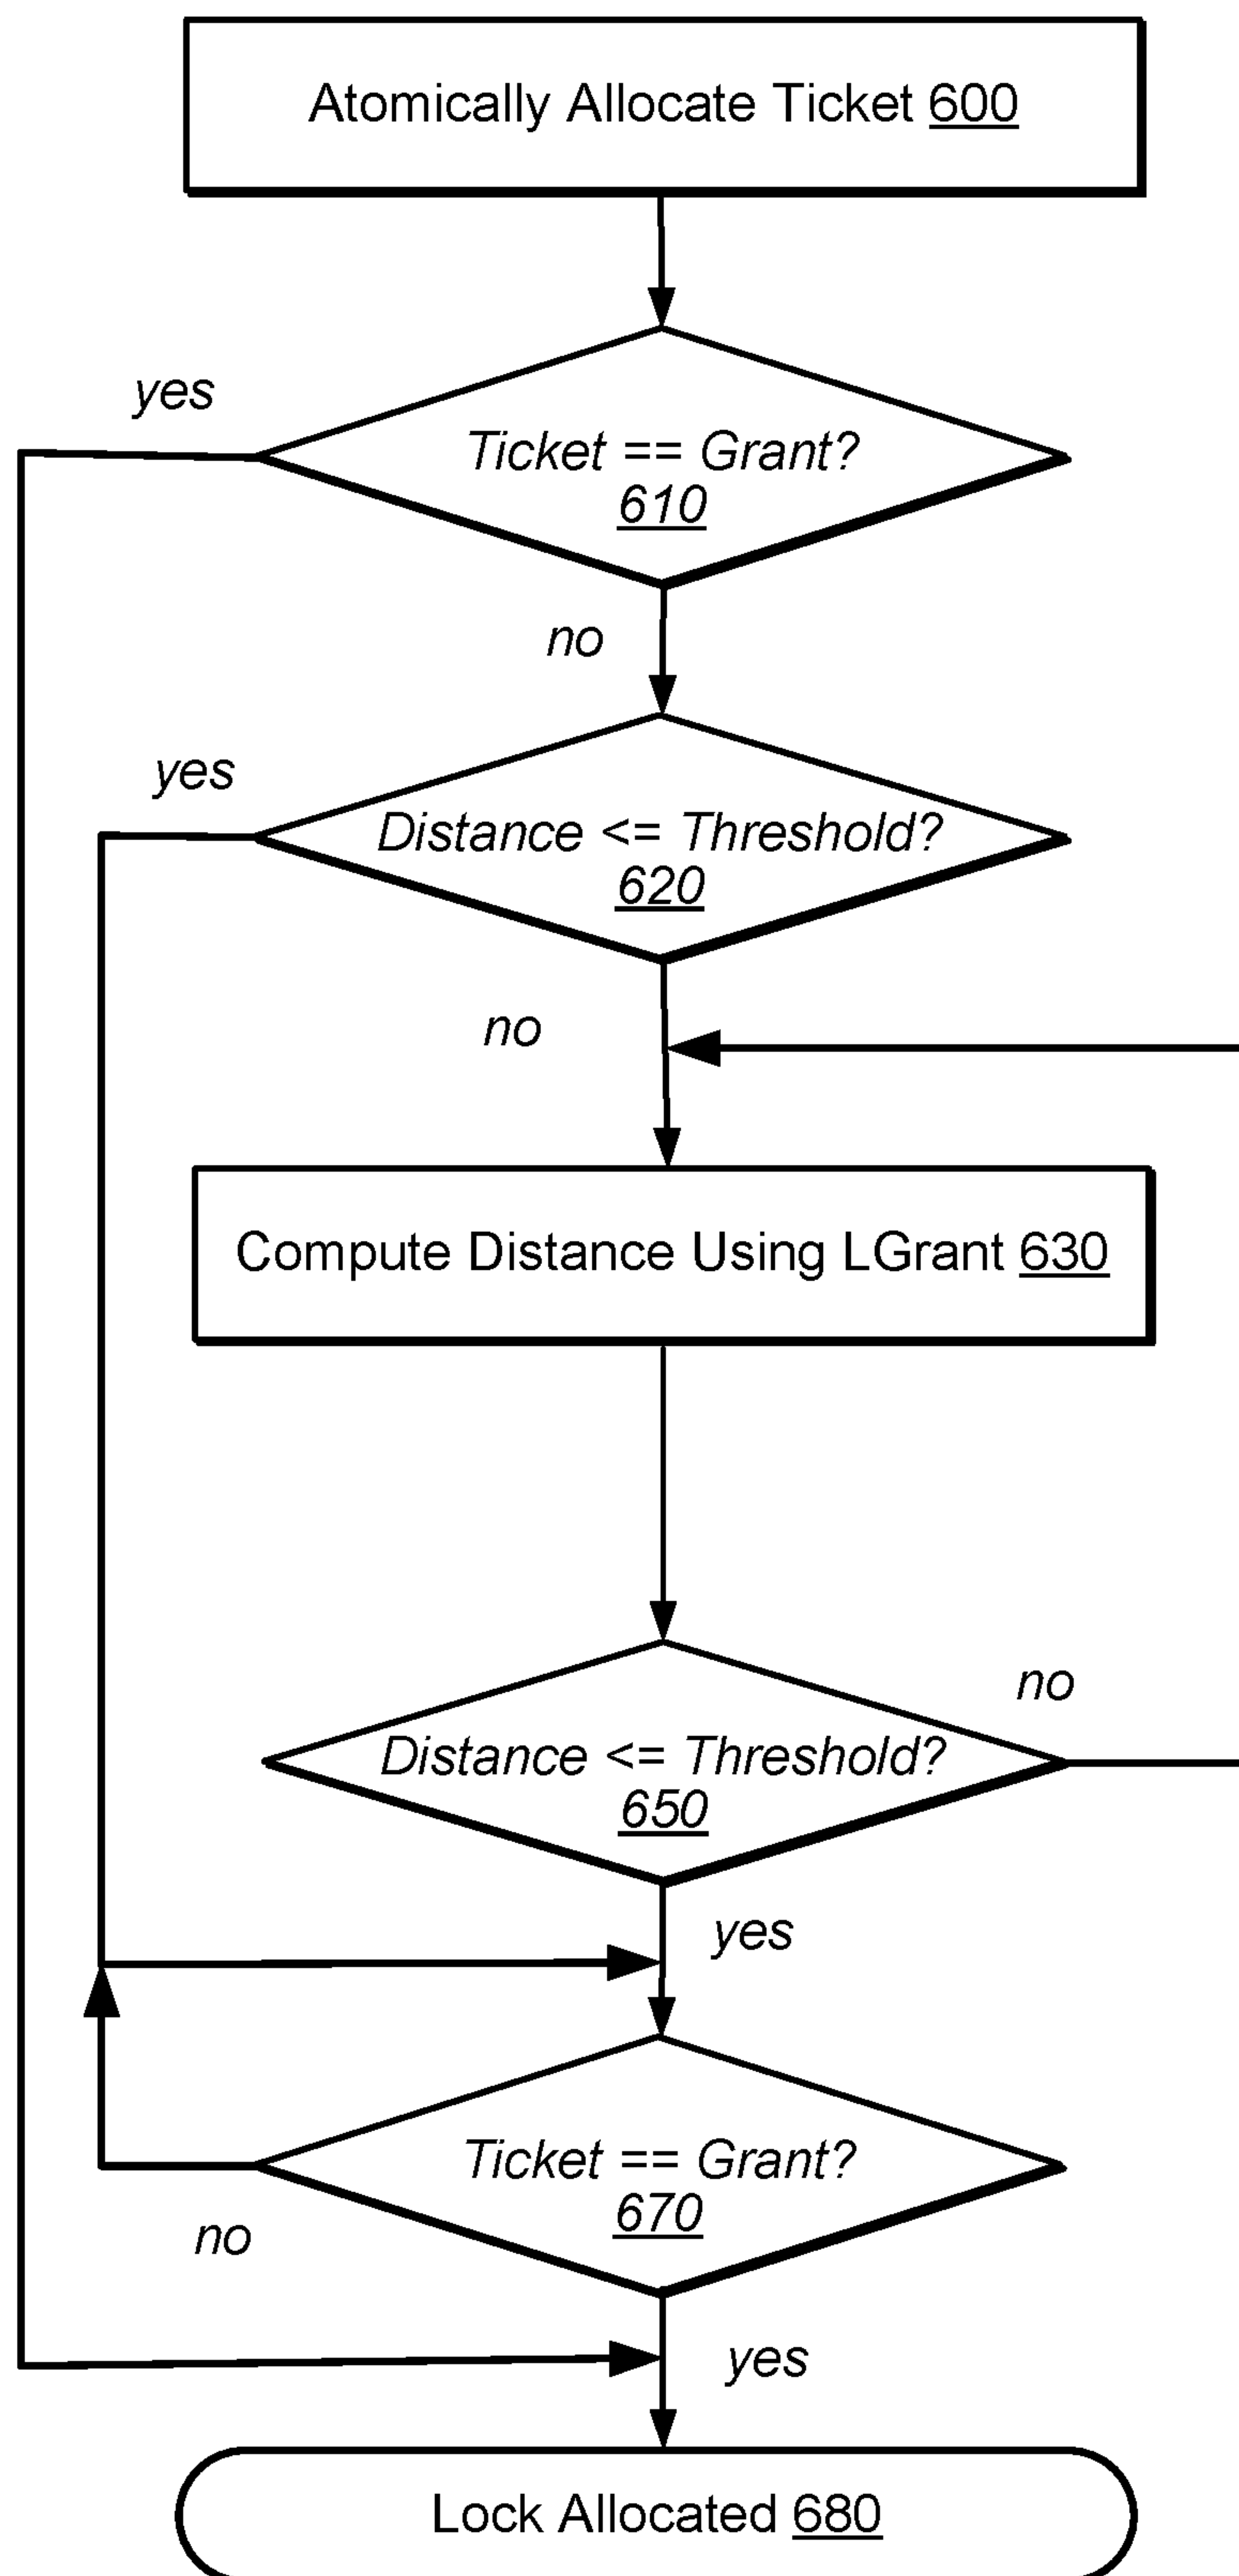 Atomically Allocate Ticket 600
yes
Ticket == Grant?
610
no
yes
Distance <= Threshold?
620
no
Compute Distance Using LGrant 630
no
Distance <= Threshold?
650
yes
Ticket == Grant?
670
no
yes
Lock Allocated 680